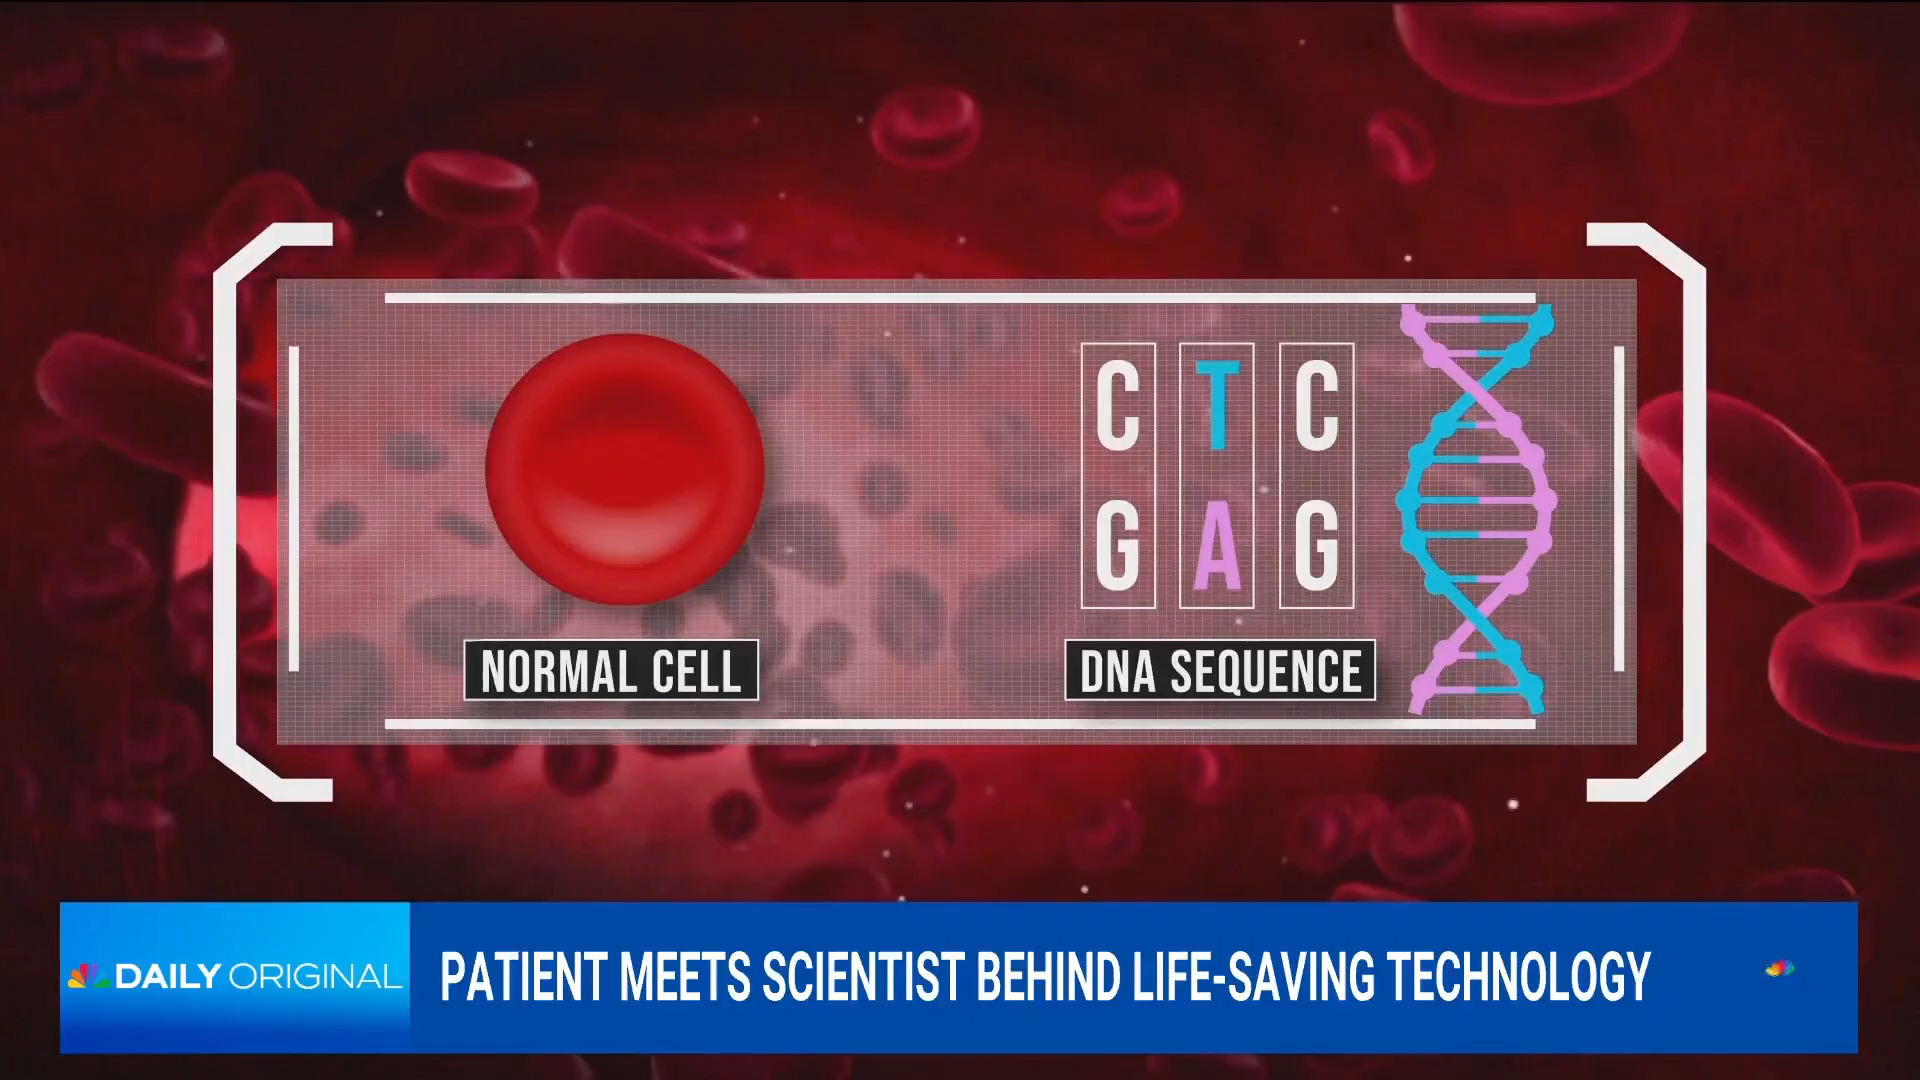 C T C
G A G
NORMAL CELL
DNA SEQUENCE
DAILY ORIGINAL
PATIENT MEETS SCIENTIST BEHIND LIFE-SAVING TECHNOLOGY